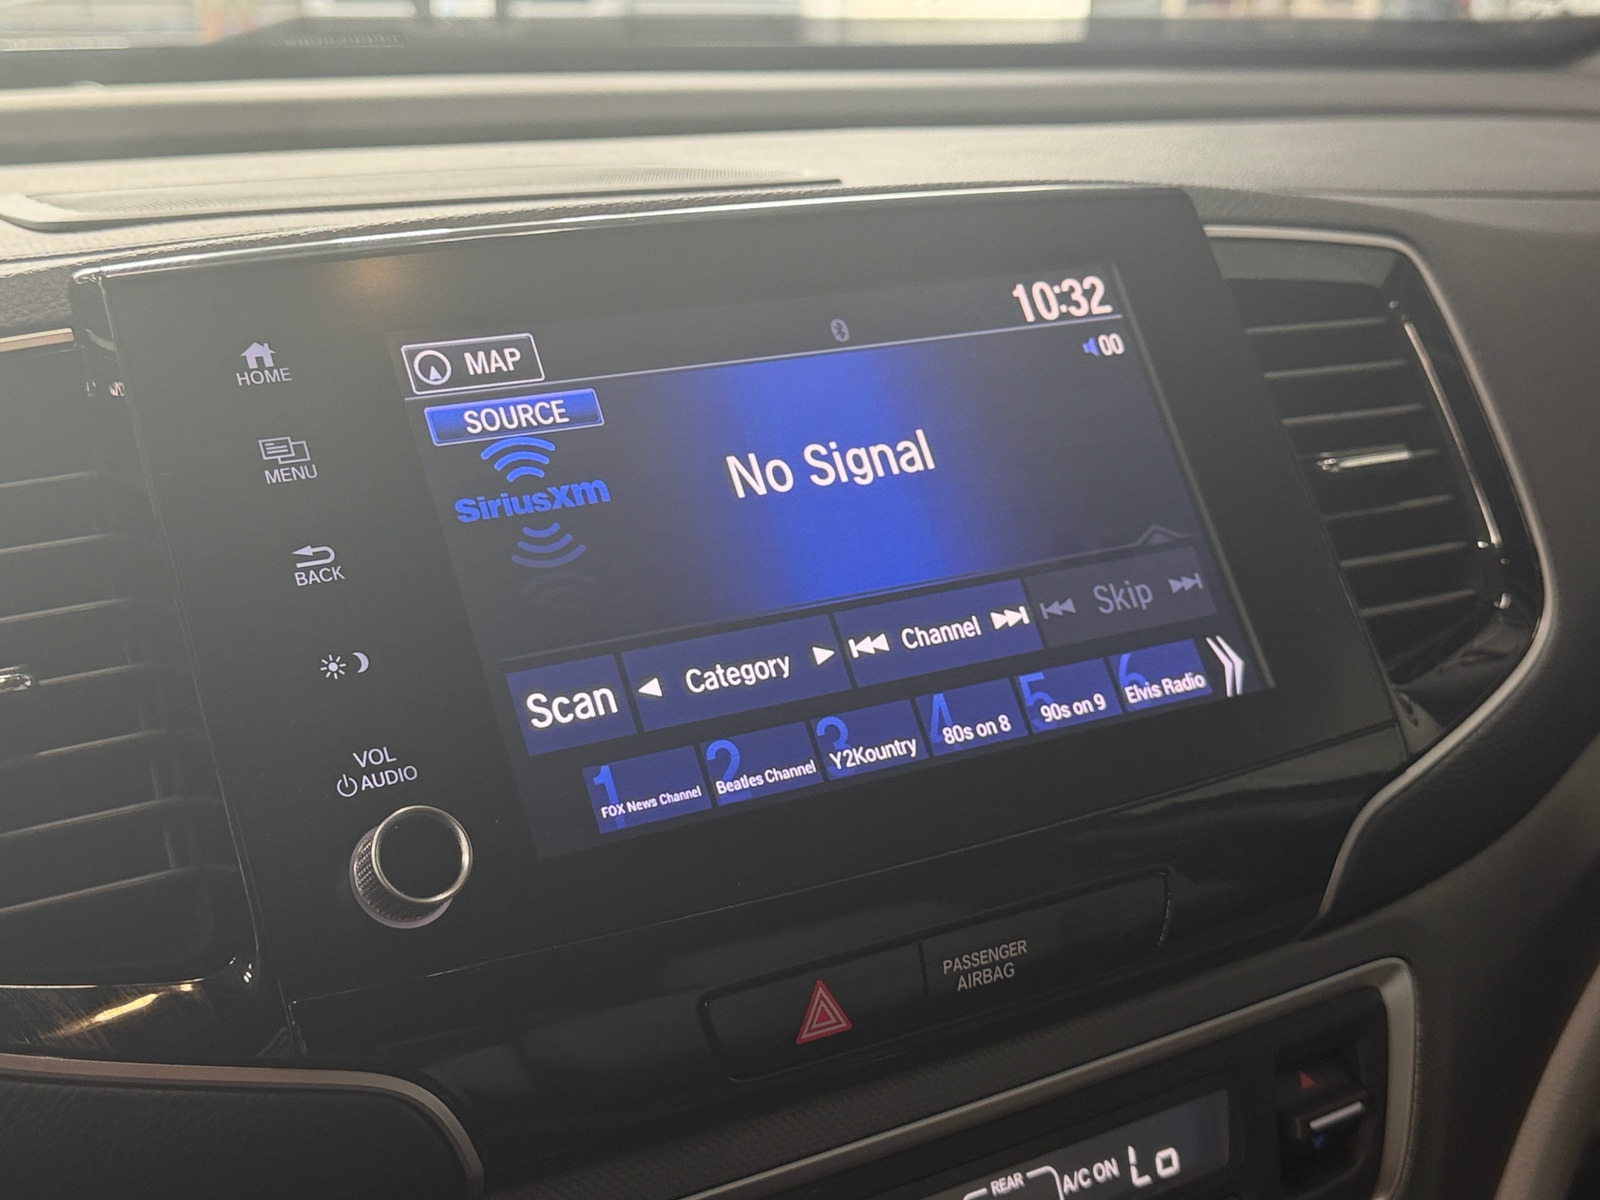 10:32
MAP
00
SOURCE
SiriusXm
No Signal
HOME
MENU
BACK
VOL
AUDIO
Scan
Category
Channel
Skip
1 FOX News Channel
2 Beatles Channel
3 Y2Kountry
4 80s on 8
5 90s on 9
6 Elvis Radio
PASSENGER
AIRBAG
REAR
A/C ON
Lo